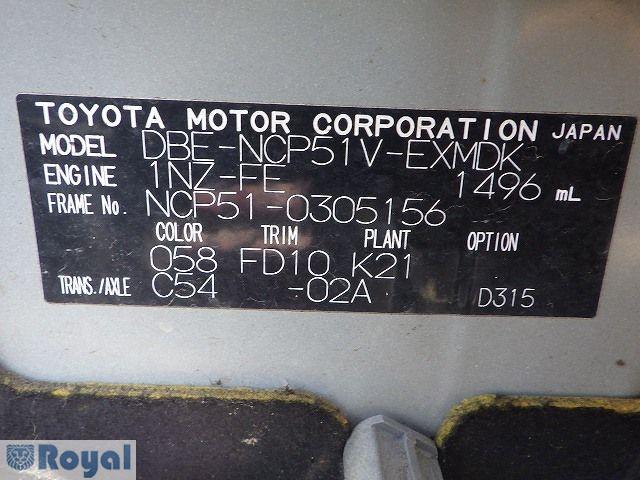 TOYOTA MOTOR CORPORATION JAPAN
MODEL DBE-NCP51V-EXMDK
ENGINE 1NZ-FE 1496 mL
FRAME No. NCP51-0305156
COLOR TRIM PLANT OPTION
058 FD10 K21
TRANS./AXLE C54 -02A D315
Royal